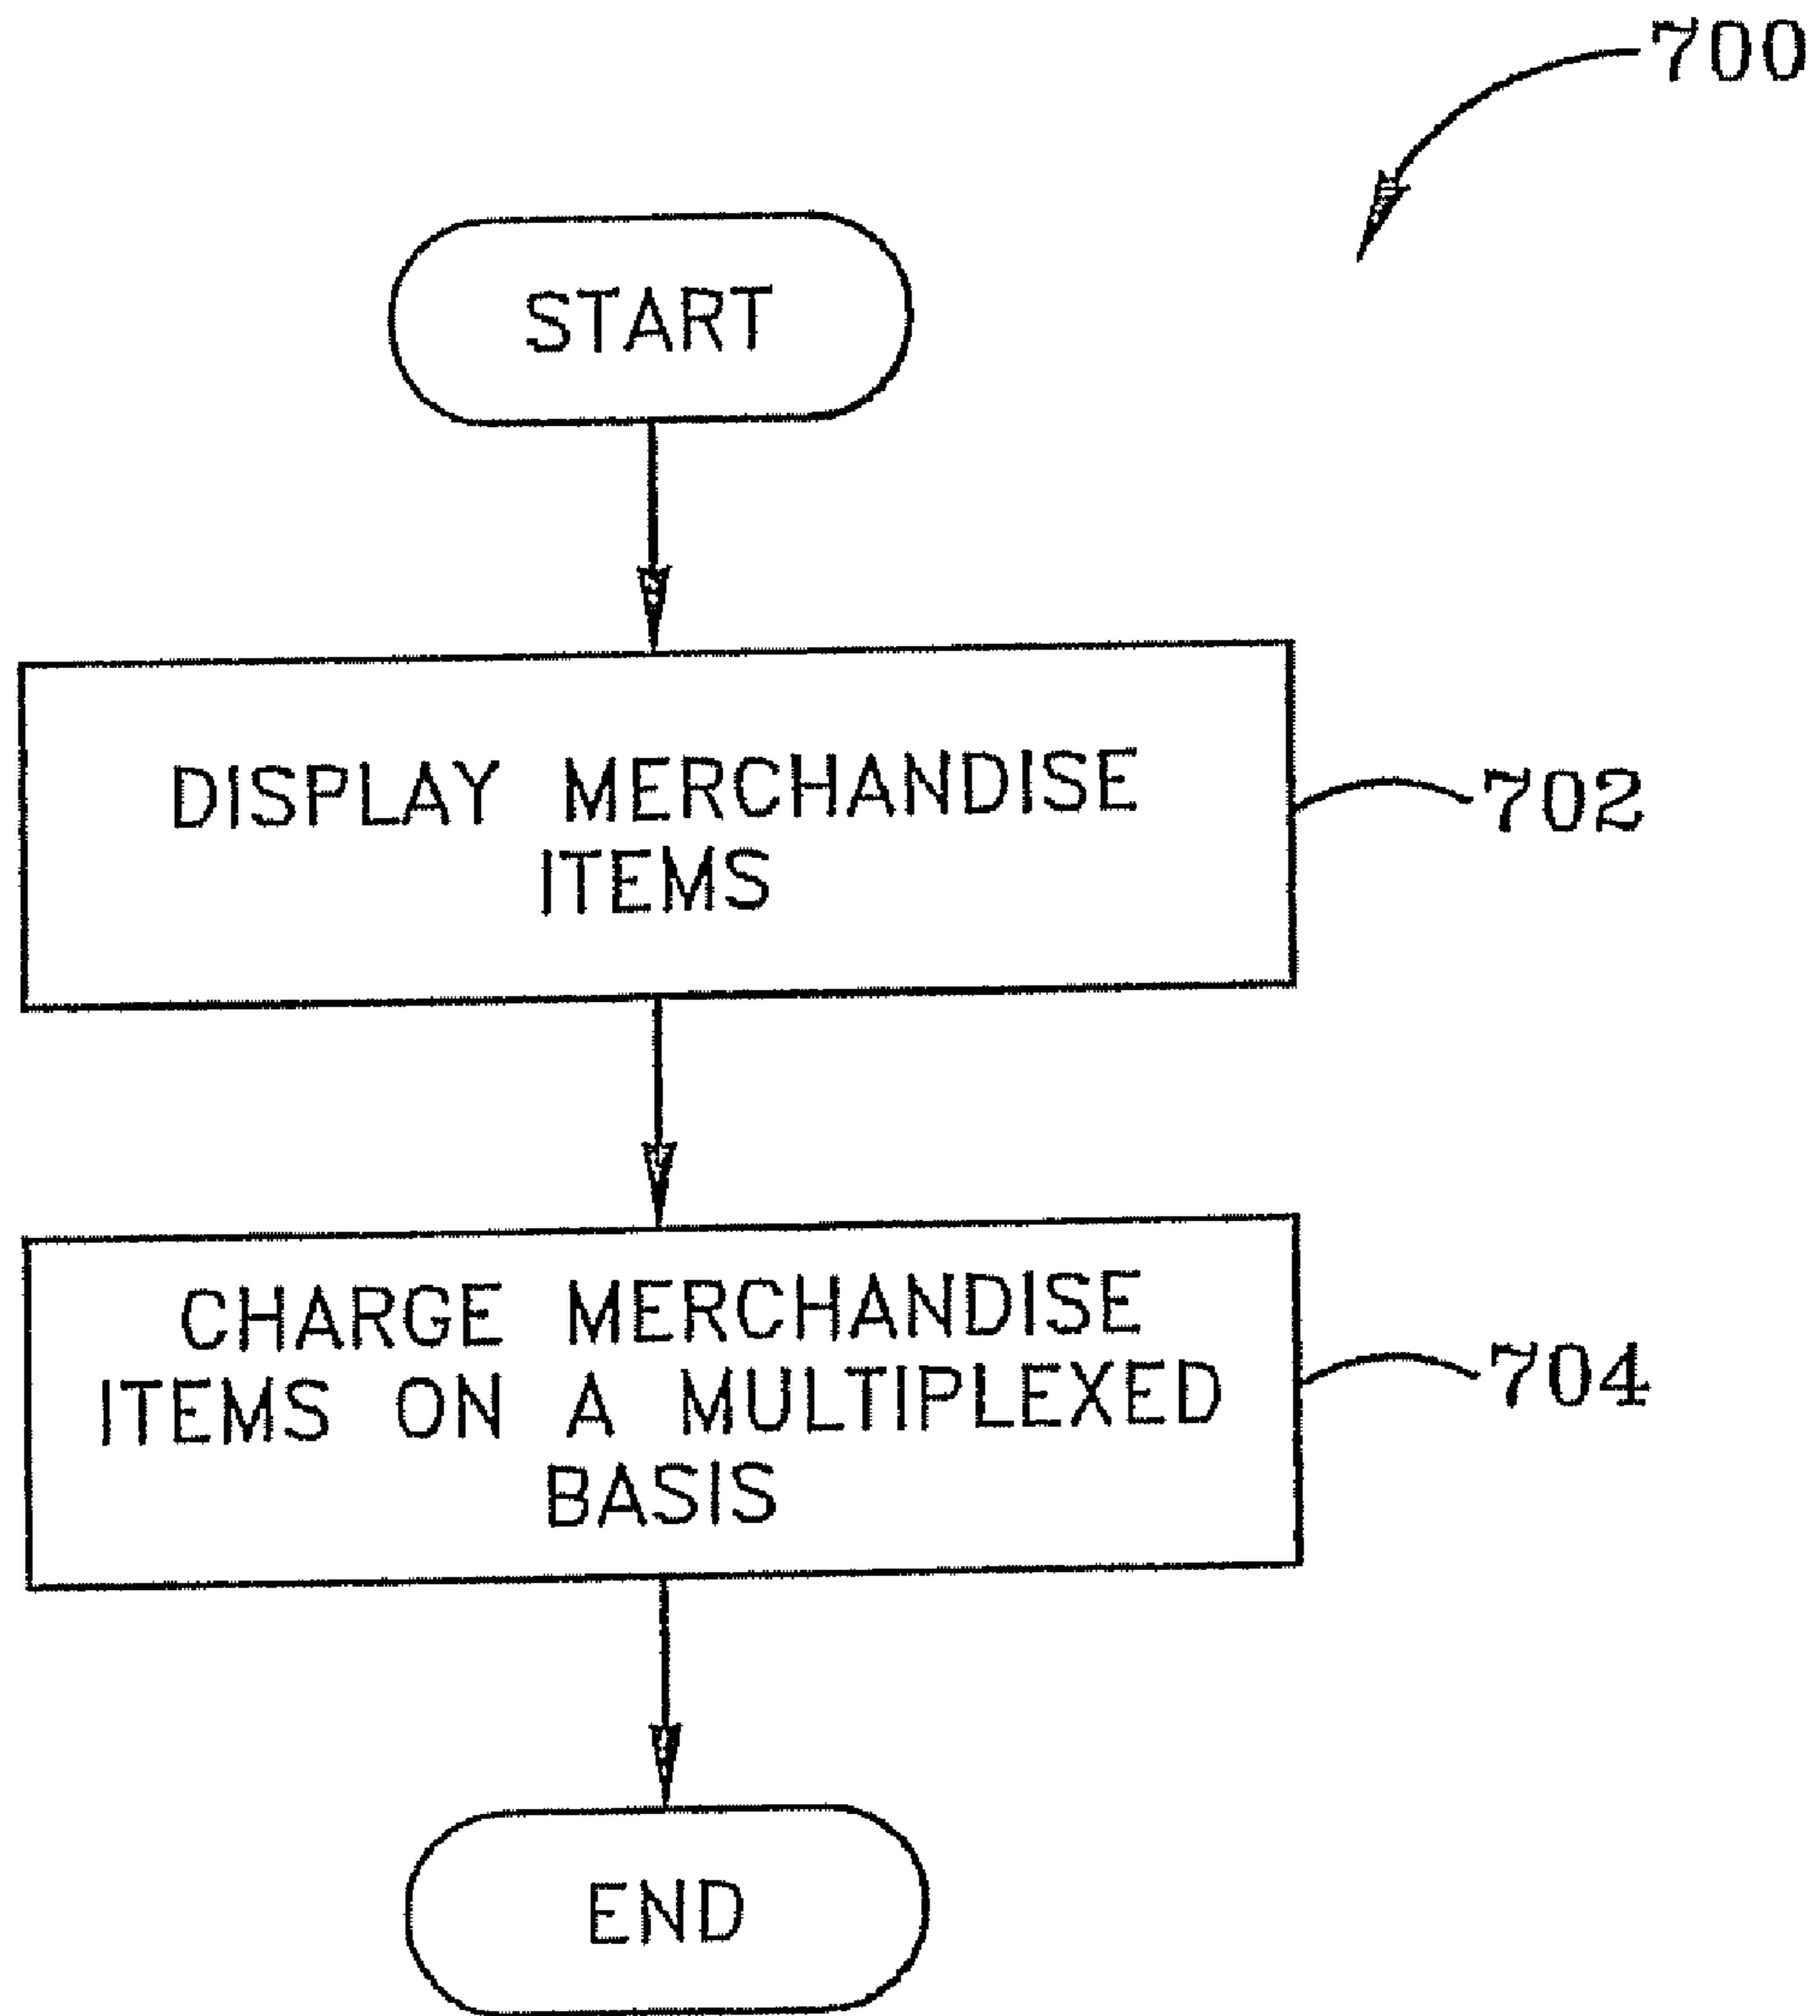 700
START
DISPLAY MERCHANDISE
ITEMS
702
CHARGE MERCHANDISE
ITEMS ON A MULTIPLEXED
BASIS
704
END